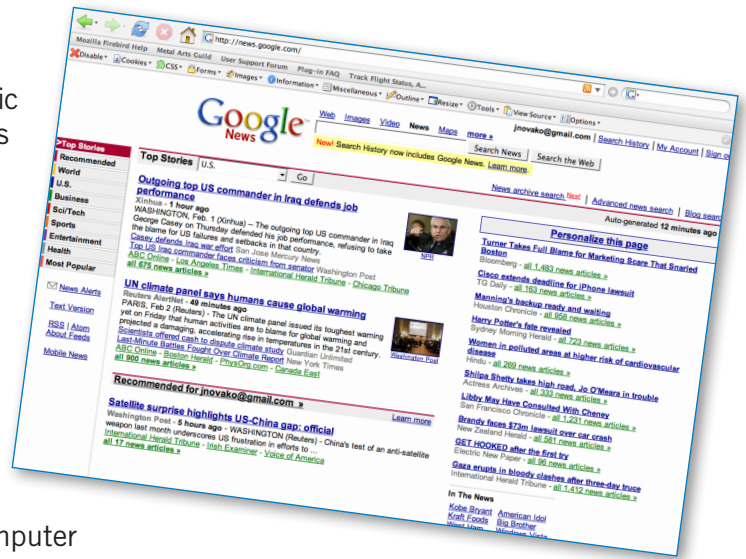 ic
s
http://news.google.com/
G
Mozilla Firebird Help Metal Arts Guild User Support Forum Plug-in FAQ Track Flight Status, A...
Disable Cookies CSS Forms Images Information Miscellaneous Outline Resize Tools View Source Options
jnovako@gmail.com | Search History | My Account | Sign o
Google
News
Web Images Video News Maps more »
Search News Search the Web
New! Search History now includes Google News. Learn more.
News archive search New! | Advanced news search | Blog searc
>Top Stories
Recommended
World
U.S.
Business
Sci/Tech
Sports
Entertainment
Health
Most Popular
News Alerts
Text Version
RSS | Atom
About Feeds
Mobile News
Top Stories U.S. Go
Auto-generated 12 minutes ago
Outgoing top US commander in Iraq defends job
performance
Xinhua - 1 hour ago
WASHINGTON, Feb. 1 (Xinhua) -- The outgoing top US commander in Iraq
George Casey on Thursday defended his job performance, refusing to take
the blame for US failures and setbacks in that country.
Casey defends Iraq war effort San Jose Mercury News
Top US Iraq commander faces criticism from senator Washington Post
ABC Online - Los Angeles Times - International Herald Tribune - Chicago Tribune
all 675 news articles »
NPR
UN climate panel says humans cause global warming
Reuters AlertNet - 49 minutes ago
PARIS, Feb 2 (Reuters) - The UN climate panel issued its toughest warning
yet on Friday that human activities are to blame for global warming and
projected a damaging, accelerating rise in temperatures in the 21st century.
Scientists offered cash to dispute climate study Guardian Unlimited
Last-Minute Battles Fought Over Climate Report New York Times
ABC Online - Boston Herald - PhysOrg.com - Canada East
all 900 news articles »
Washington Post
Recommended for jnovako@gmail.com »
Learn more
Satellite surprise highlights US-China gap: official
Washington Post - 5 hours ago - WASHINGTON (Reuters) - China's test of an anti-satellite
weapon last month underscores US frustration in efforts to ...
International Herald Tribune - Irish Examiner - Voice of America
all 17 news articles »
Personalize this page
Turner Takes Full Blame for Marketing Scare That Snarled
Boston
Bloomberg - all 1,463 news articles »
Cisco extends deadline for iPhone lawsuit
TG Daily - all 163 news articles »
Manning's backup ready and waiting
Houston Chronicle - all 958 news articles »
Harry Potter's fate revealed
Sydney Morning Herald - all 723 news articles »
Women in polluted areas at higher risk of cardiovascular
disease
Hindu - all 269 news articles »
Shilpa Shetty takes high road, Jo O'Meara in trouble
Actress Archives - all 333 news articles »
Libby May Have Consulted With Cheney
San Francisco Chronicle - all 1,231 news articles »
Brandy faces $73m lawsuit over car crash
New Zealand Herald - all 581 news articles »
GET HOOKED after the first try
Electric New Paper - all 96 news articles »
Gaza erupts in bloody clashes after three-day truce
International Herald Tribune - all 1,412 news articles »
In The News
Kobe Bryant American Idol
Kraft Foods Big Brother
West Ham Windows Vista
mputer